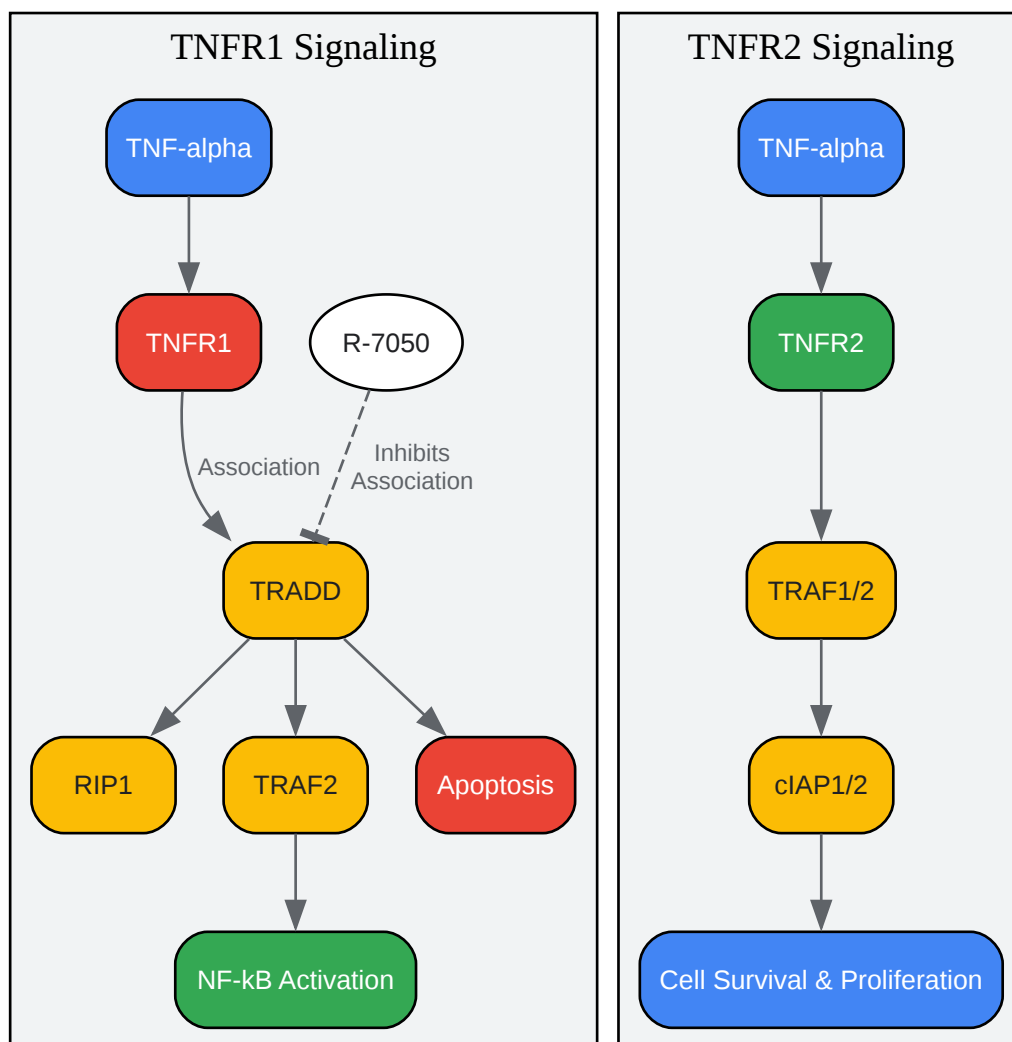 TNFR1 Signaling
TNF-alpha
TNFR1
R-7050
Association
Inhibits
Association
TRADD
RIP1
TRAF2
Apoptosis
NF-kB Activation
TNFR2 Signaling
TNF-alpha
TNFR2
TRAF1/2
cIAP1/2
Cell Survival & Proliferation